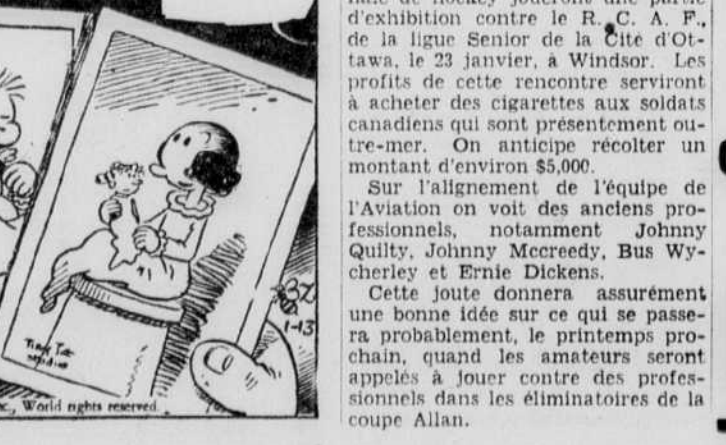 d'exhibition contre le R. C. A. F.,
de la ligue Senior de la Cité d'Ot-
tawa, le 23 janvier, à Windsor. Les
profits de cette rencontre serviront
à acheter des cigarettes aux soldats
canadiens qui sont présentement ou-
tre-mer. On anticipe récolter un
montant d'environ $5,000.
Sur l'alignement de l'équipe de
l'Aviation on voit des anciens pro-
fessionnels, notamment Johnny
Quilty, Johnny Mccreedy, Bus Wy-
cherley et Ernie Dickens.
Cette joute donnera assurément
une bonne idée sur ce qui se passe-
ra probablement, le printemps pro-
chain, quand les amateurs seront
appelés à jouer contre des profes-
sionnels dans les éliminatoires de la
coupe Allan.
1-13
World rights reserved.